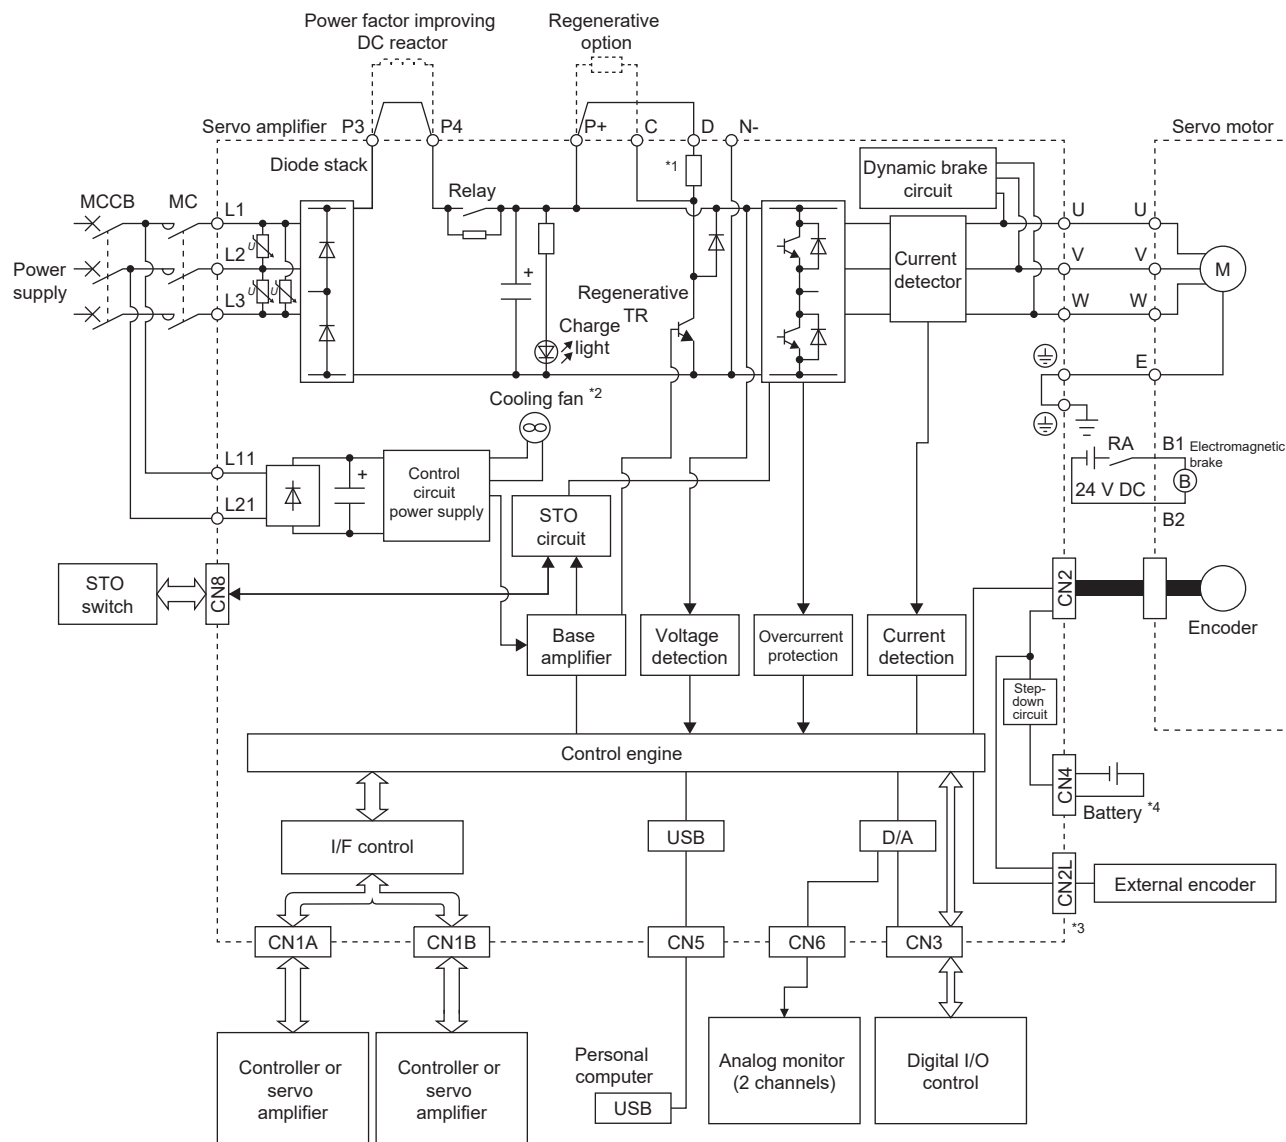 Power factor improving
DC reactor
Regenerative
option
Servo amplifier
P3
P4
P+
C
D
N-
Servo motor
Diode stack
*1
Dynamic brake
circuit
MCCB
MC
L1
Relay
U
U
L2
U
Power
supply
+
Current
detector
V
V
M
L3
U
U
Regenerative
TR
W
W
Charge
light
E
Cooling fan *2
RA
B1
Electromagnetic
brake
L11
+
Control
circuit
power supply
24 V DC
B
L21
STO
circuit
B2
STO
switch
CN8
CN2
Base
amplifier
Voltage
detection
Overcurrent
protection
Current
detection
Encoder
Step-
down
circuit
Control engine
CN4
Battery *4
I/F control
USB
D/A
CN2L
External encoder
*3
CN1A
CN1B
CN5
CN6
CN3
Controller or
servo
amplifier
Controller or
servo
amplifier
Personal
computer
USB
Analog monitor
(2 channels)
Digital I/O
control